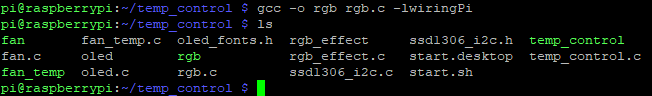 pi@raspberrypi:~/temp_control $ gcc -o rgb rgb.c -lwiringPi
pi@raspberrypi:~/temp_control $ ls
fan fan_temp.c oled_fonts.h rgb_effect ssd1306_i2c.h temp_control
fan.c oled rgb rgb_effect.c start.desktop temp_control.c
fan_temp oled.c rgb.c ssd1306_i2c.c start.sh
pi@raspberrypi:~/temp_control $